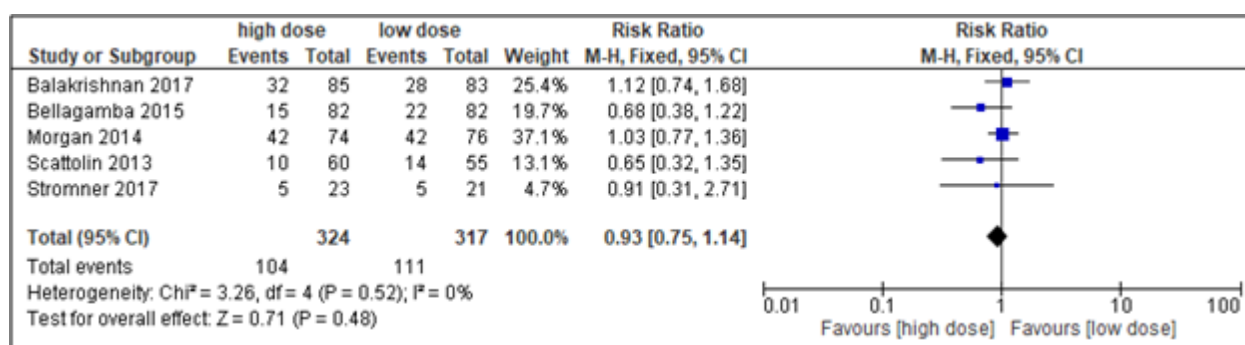 high dose low dose Risk Ratio Risk Ratio
Study or Subgroup Events Total Events Total Weight M-H, Fixed, 95% CI M-H, Fixed, 95% CI
Balakrishnan 2017 32 85 28 83 25.4% 1.12 [0.74, 1.68]
Bellagamba 2015 15 82 22 82 19.7% 0.68 [0.38, 1.22]
Morgan 2014 42 74 42 76 37.1% 1.03 [0.77, 1.36]
Scattolin 2013 10 60 14 55 13.1% 0.65 [0.32, 1.35]
Stromner 2017 5 23 5 21 4.7% 0.91 [0.31, 2.71]
Total (95% CI) 324 317 100.0% 0.93 [0.75, 1.14]
Total events 104 111
Heterogeneity: Chi² = 3.26, df = 4 (P = 0.52); I² = 0%
Test for overall effect: Z = 0.71 (P = 0.48)
0.01 0.1 1 10 100
Favours [high dose] Favours [low dose]